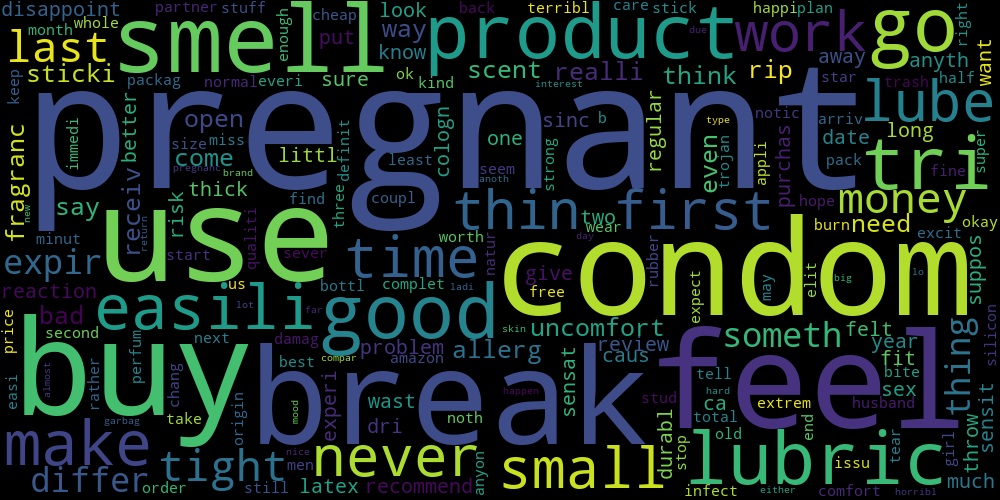 disappoint whole partner stuff enough cheap terribl care stick happi plan
month smell put look back product work go right
last way know away want
keep sticki packag normal everi sure ok kind scent realli think rip anyth half
pregnant star trash
immedi better open size miss cologn one sinc b regular even trojan type appli notic arriv lube
fragranc come littl definit least seem strong date pack long super
new receiv risk thick pregnanc brand find three coupl anoth purchas tri fine
say use thin first money hope
minut return start qualiti sever us worth natur two wear burn need excit okay
expir time condom suppos
reaction bottl complet ladi day give rubber free expect may elit big lo
price bad easili good skin uncomfort someth felt year silicon
second perfum next damag problem amazon allerg caus review fit thing
easi buy rather chang best compar sensat break tell feel bite
almost take origin experi mood wast noth happen stud hard ca sex husband
garbag make dri interest due far lot extrem total sensit
differ tight men nice never anyon small durabl stop old end lubric tear girl throw
order still latex recommend infect either issu comfort horribl much